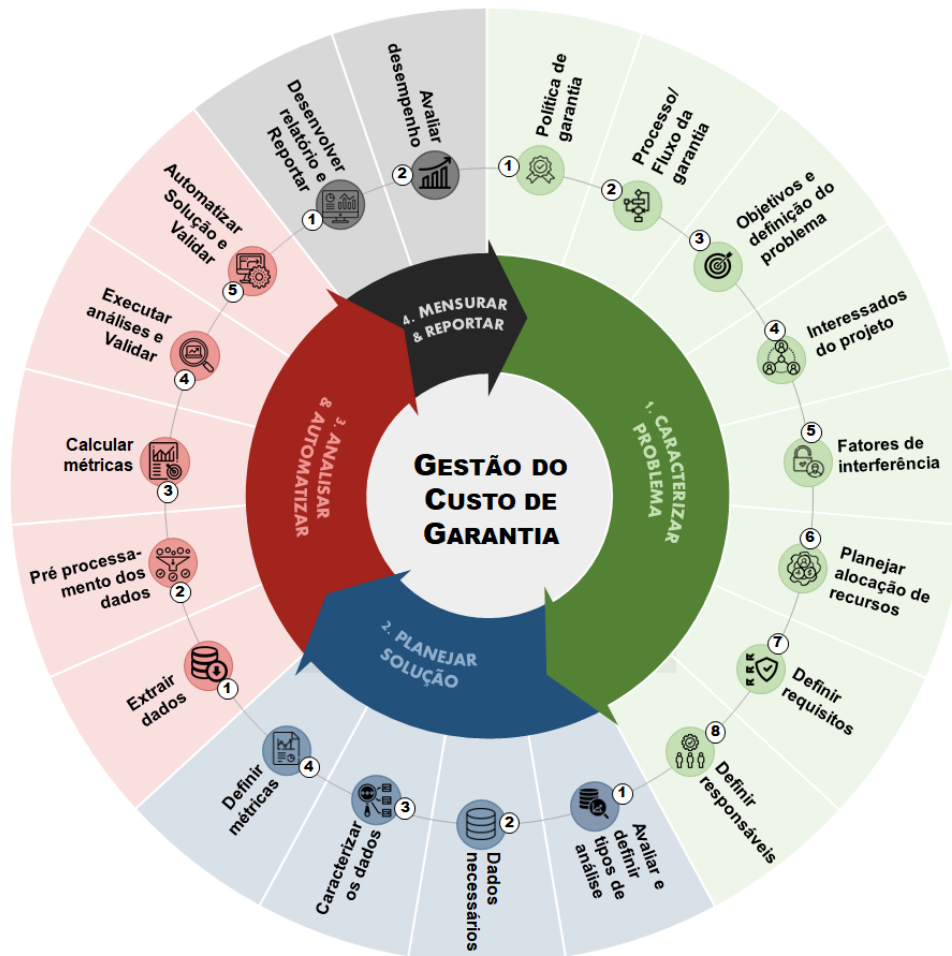 GESTÃO DO
CUSTO DE
GARANTIA
1. CARACTERIZAR
PROBLEMA
1
Política de
garantia
2
Processo/
Fluxo da
garantia
3
Objetivos e
definição do
problema
4
Interessados
do projeto
5
Fatores de
interferência
6
Planejar
alocação de
recursos
7
Definir
requisitos
8
Definir
responsáveis
2. PLANEJAR
SOLUÇÃO
1
Avaliar e
definir
tipos de
análise
2
Dados
necessários
3
Caracterizar
os dados
4
Definir
métricas
3. ANALISAR
& AUTOMATIZAR
1
Extrair
dados
2
Pré processa-
mento dos
dados
3
Calcular
métricas
4
Executar
análises e
Validar
5
Automatizar
Solução e
Validar
4. MENSURAR
& REPORTAR
1
Desenvolver
relatório e
Reportar
2
Avaliar
desempenho